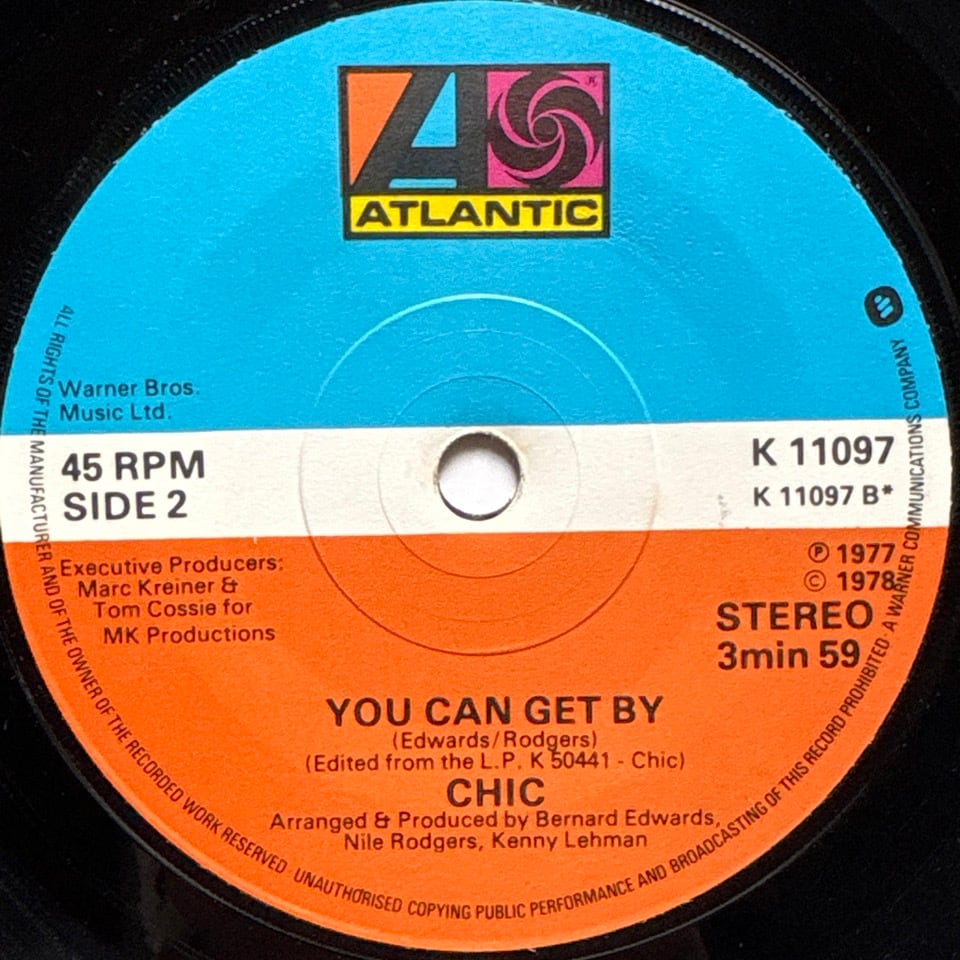 ATLANTIC
Warner Bros.
Music Ltd.
45 RPM
SIDE 2
K 11097
K 11097 B*
Executive Producers:
Marc Kreiner &
Tom Cossie for
MK Productions
℗ 1977
© 1978
STEREO
3min 59
YOU CAN GET BY
(Edwards/Rodgers)
(Edited from the L.P. K 50441 - Chic)
CHIC
Arranged & Produced by Bernard Edwards,
Nile Rodgers, Kenny Lehman
ALL RIGHTS OF THE MANUFACTURER AND OF THE OWNER OF THE RECORDED WORK RESERVED UNAUTHORISED COPYING PUBLIC PERFORMANCE AND BROADCASTING OF THIS RECORD PROHIBITED · A WARNER COMMUNICATIONS COMPANY